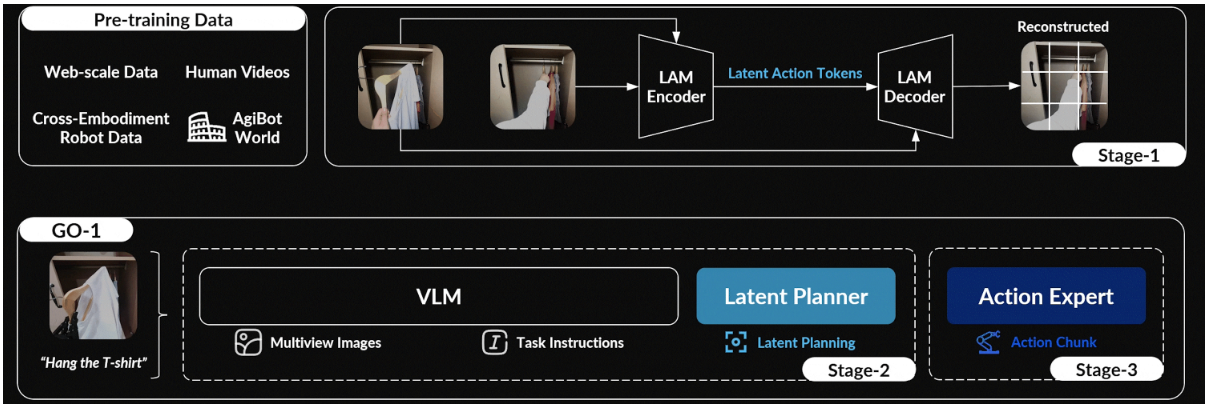 Pre-training Data
Web-scale Data
Human Videos
Cross-Embodiment
Robot Data
AgiBot
World
LAM
Encoder
Latent Action Tokens
LAM
Decoder
Reconstructed
Stage-1
GO-1
“Hang the T-shirt”
VLM
Multiview Images
Task Instructions
Latent Planner
Latent Planning
Stage-2
Action Expert
Action Chunk
Stage-3